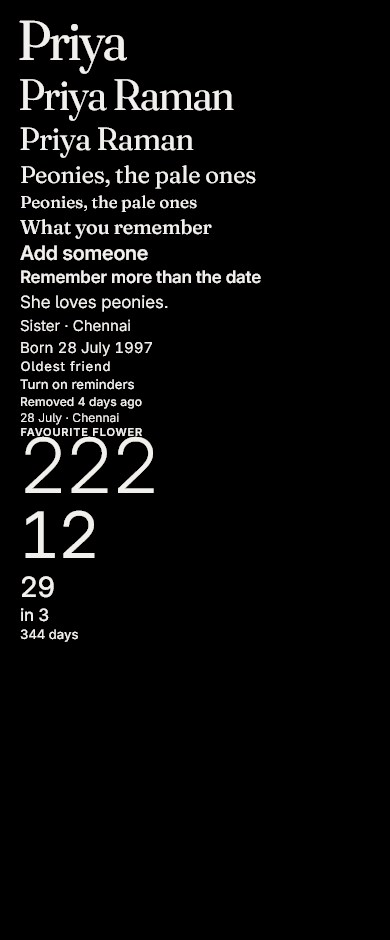 Priya
Priya Raman
Priya Raman
Peonies, the pale ones
Peonies, the pale ones
What you remember
Add someone
Remember more than the date
She loves peonies.
Sister · Chennai
Born 28 July 1997
Oldest friend
Turn on reminders
Removed 4 days ago
28 July · Chennai
FAVOURITE FLOWER
222
12
29
in 3
344 days